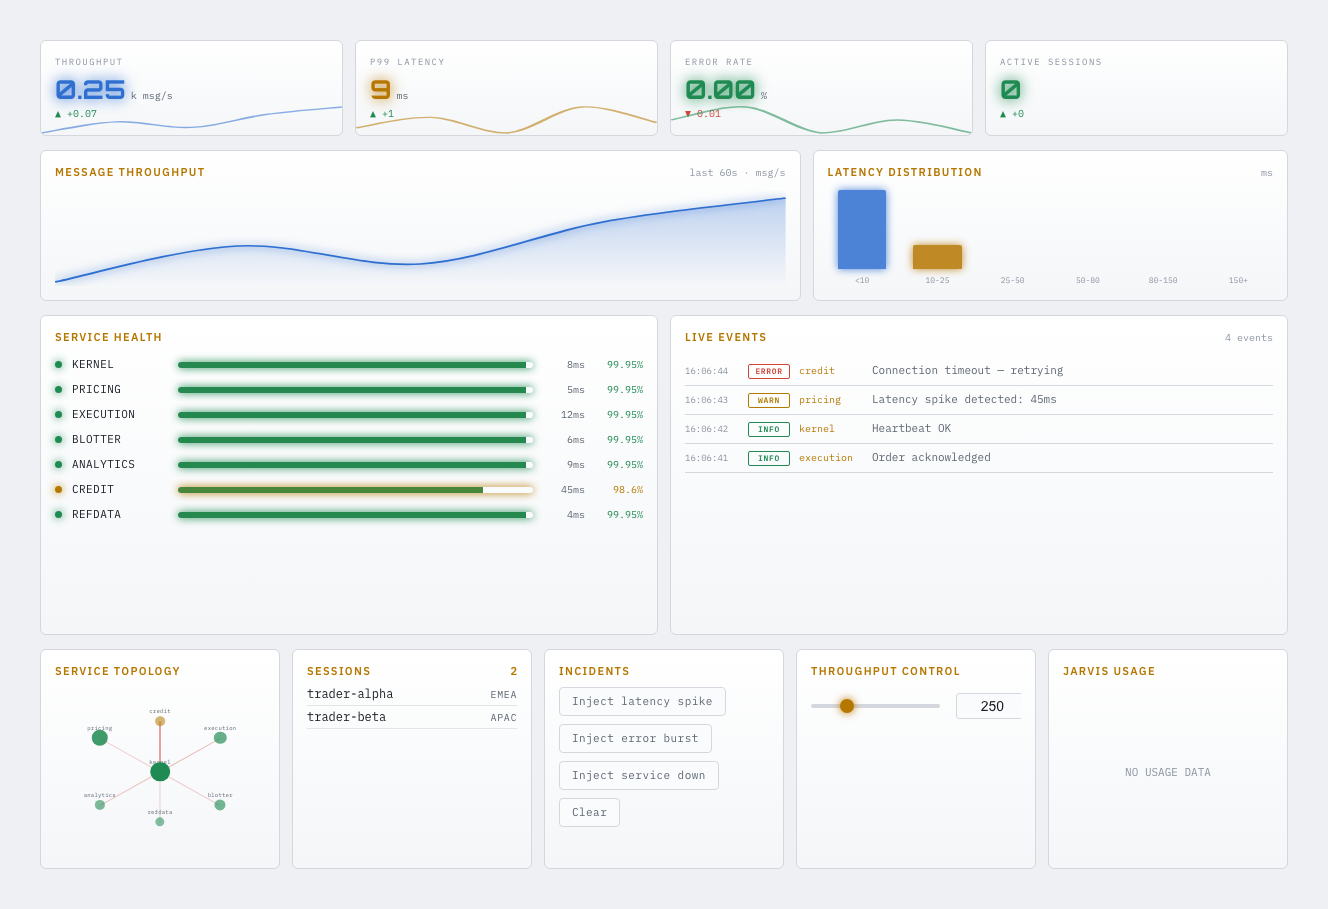 THROUGHPUT
0.25 k msg/s
▲ +0.07
P99 LATENCY
9 ms
▲ +1
ERROR RATE
0.00 %
▼ 0.01
ACTIVE SESSIONS
0
▲ +0
MESSAGE THROUGHPUT
last 60s · msg/s
LATENCY DISTRIBUTION
ms
<10
10-25
25-50
50-80
80-150
150+
SERVICE HEALTH
KERNEL 8ms 99.95%
PRICING 5ms 99.95%
EXECUTION 12ms 99.95%
BLOTTER 6ms 99.95%
ANALYTICS 9ms 99.95%
CREDIT 45ms 98.6%
REFDATA 4ms 99.95%
LIVE EVENTS
4 events
16:06:44 ERROR credit Connection timeout — retrying
16:06:43 WARN pricing Latency spike detected: 45ms
16:06:42 INFO kernel Heartbeat OK
16:06:41 INFO execution Order acknowledged
SERVICE TOPOLOGY
credit
pricing
execution
kernel
analytics
blotter
refdata
SESSIONS 2
trader-alpha EMEA
trader-beta APAC
INCIDENTS
Inject latency spike
Inject error burst
Inject service down
Clear
THROUGHPUT CONTROL
250
JARVIS USAGE
NO USAGE DATA